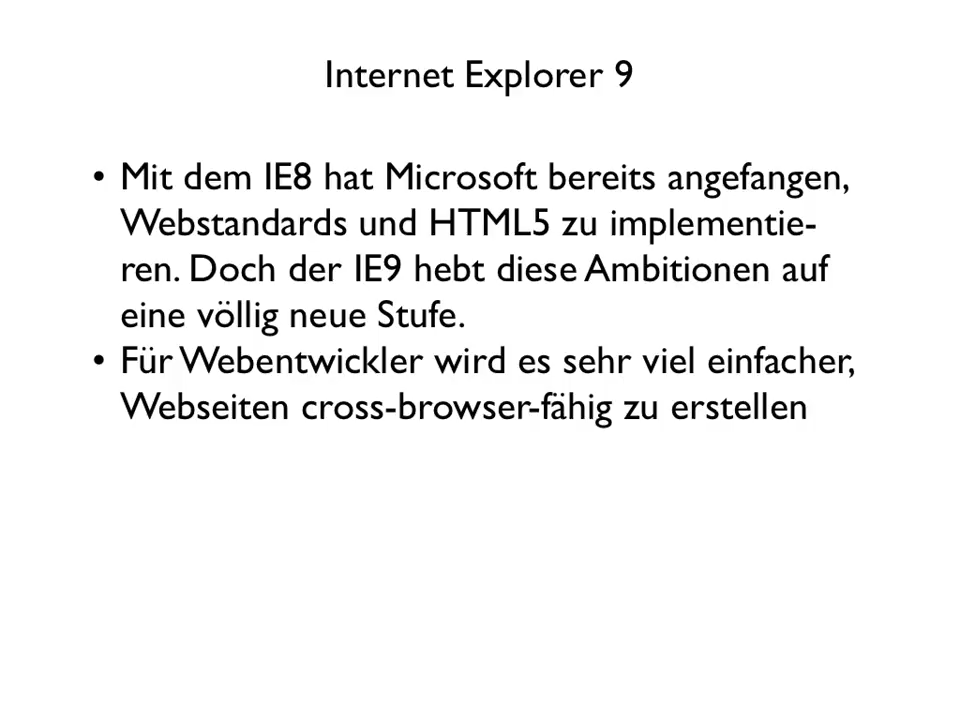 Internet Explorer 9
• Mit dem IE8 hat Microsoft bereits angefangen,
Webstandards und HTML5 zu implementie-
ren. Doch der IE9 hebt diese Ambitionen auf
eine völlig neue Stufe.
• Für Webentwickler wird es sehr viel einfacher,
Webseiten cross-browser-fähig zu erstellen